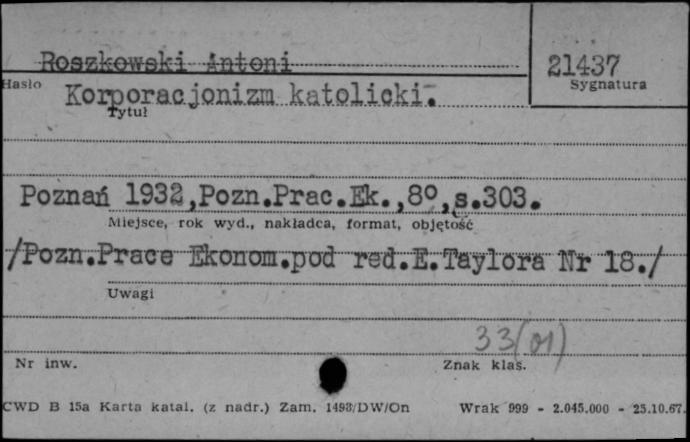 Roszkowski Antoni
21437
Hasło
Sygnatura
Korporacjonizm katolicki.
Tytuł
Poznań 1932,Pozn.Prac.Ek.,8o,s.303.
Miejsce, rok wyd., nakładca, format, objętość
/Pozn.Prace Ekonom.pod red.E.Taylora Nr 18./
Uwagi
33(01)
Nr inw.
Znak klas.
CWD B 15a Karta katal. (z nadr.) Zam. 1493/DW/On Wrak 999 - 2.045.000 - 25.10.67.